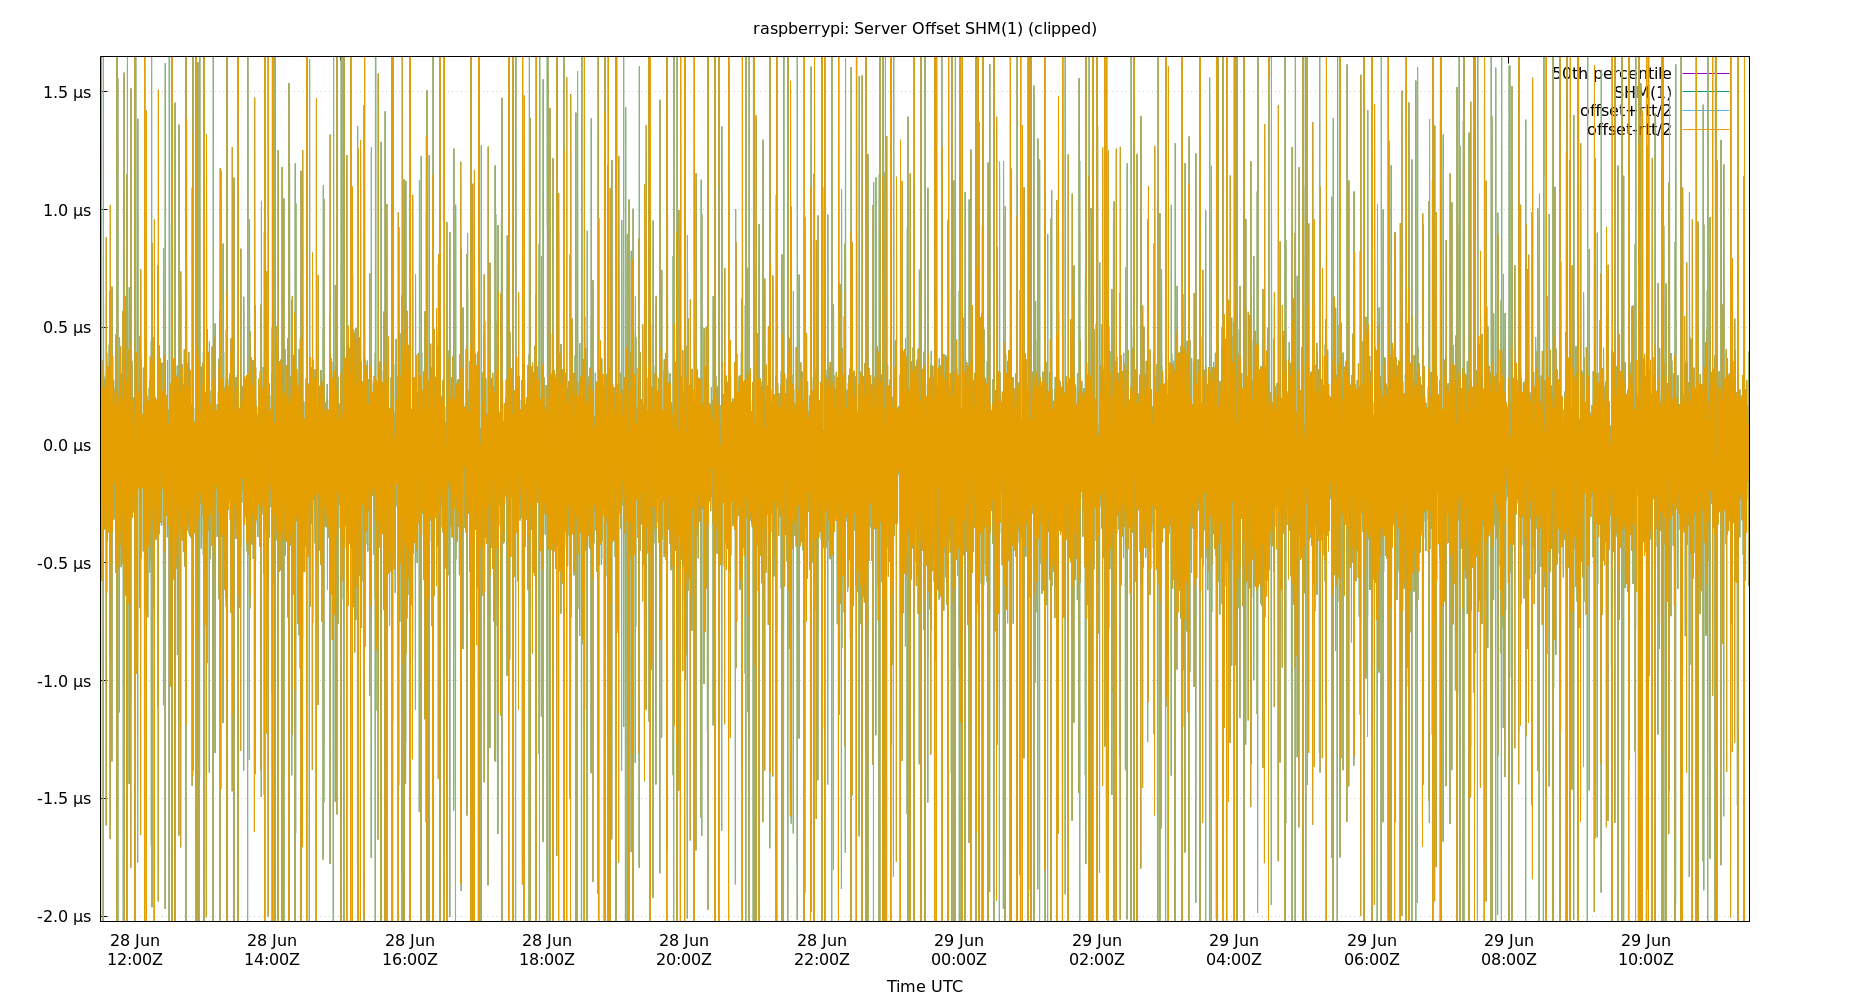 raspberrypi: Server Offset SHM(1) (clipped)
50th percentile
SHM(1)
offset+rtt/2
offset-rtt/2
1.5 µs
1.0 µs
0.5 µs
0.0 µs
-0.5 µs
-1.0 µs
-1.5 µs
-2.0 µs
28 Jun 28 Jun 28 Jun 28 Jun 28 Jun 28 Jun 29 Jun 29 Jun 29 Jun 29 Jun 29 Jun 29 Jun
12:00Z 14:00Z 16:00Z 18:00Z 20:00Z 22:00Z 00:00Z 02:00Z 04:00Z 06:00Z 08:00Z 10:00Z
Time UTC